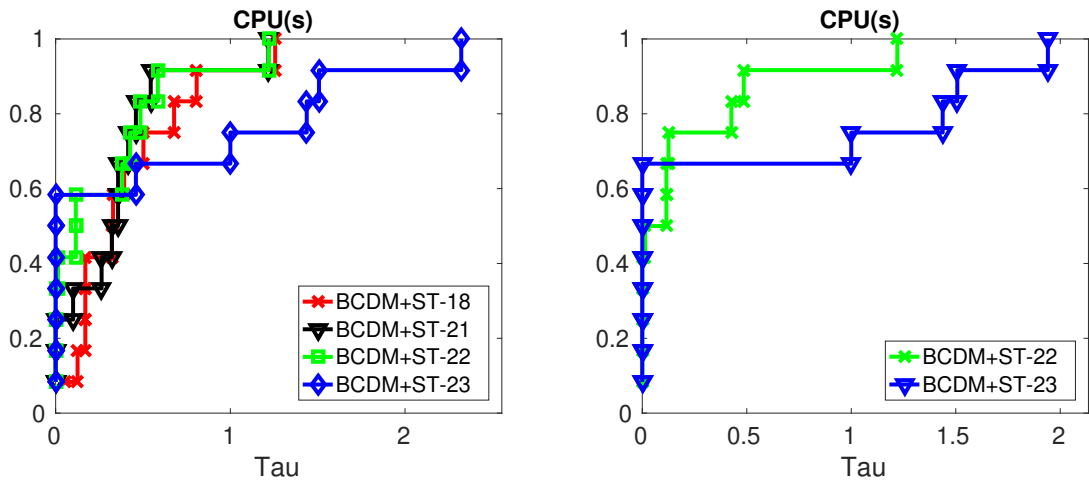 CPU(s)
1
0.8
0.6
0.4
0.2
0
0
1
2
Tau
BCDM+ST-18
BCDM+ST-21
BCDM+ST-22
BCDM+ST-23
CPU(s)
1
0.8
0.6
0.4
0.2
0
0
0.5
1
1.5
2
Tau
BCDM+ST-22
BCDM+ST-23